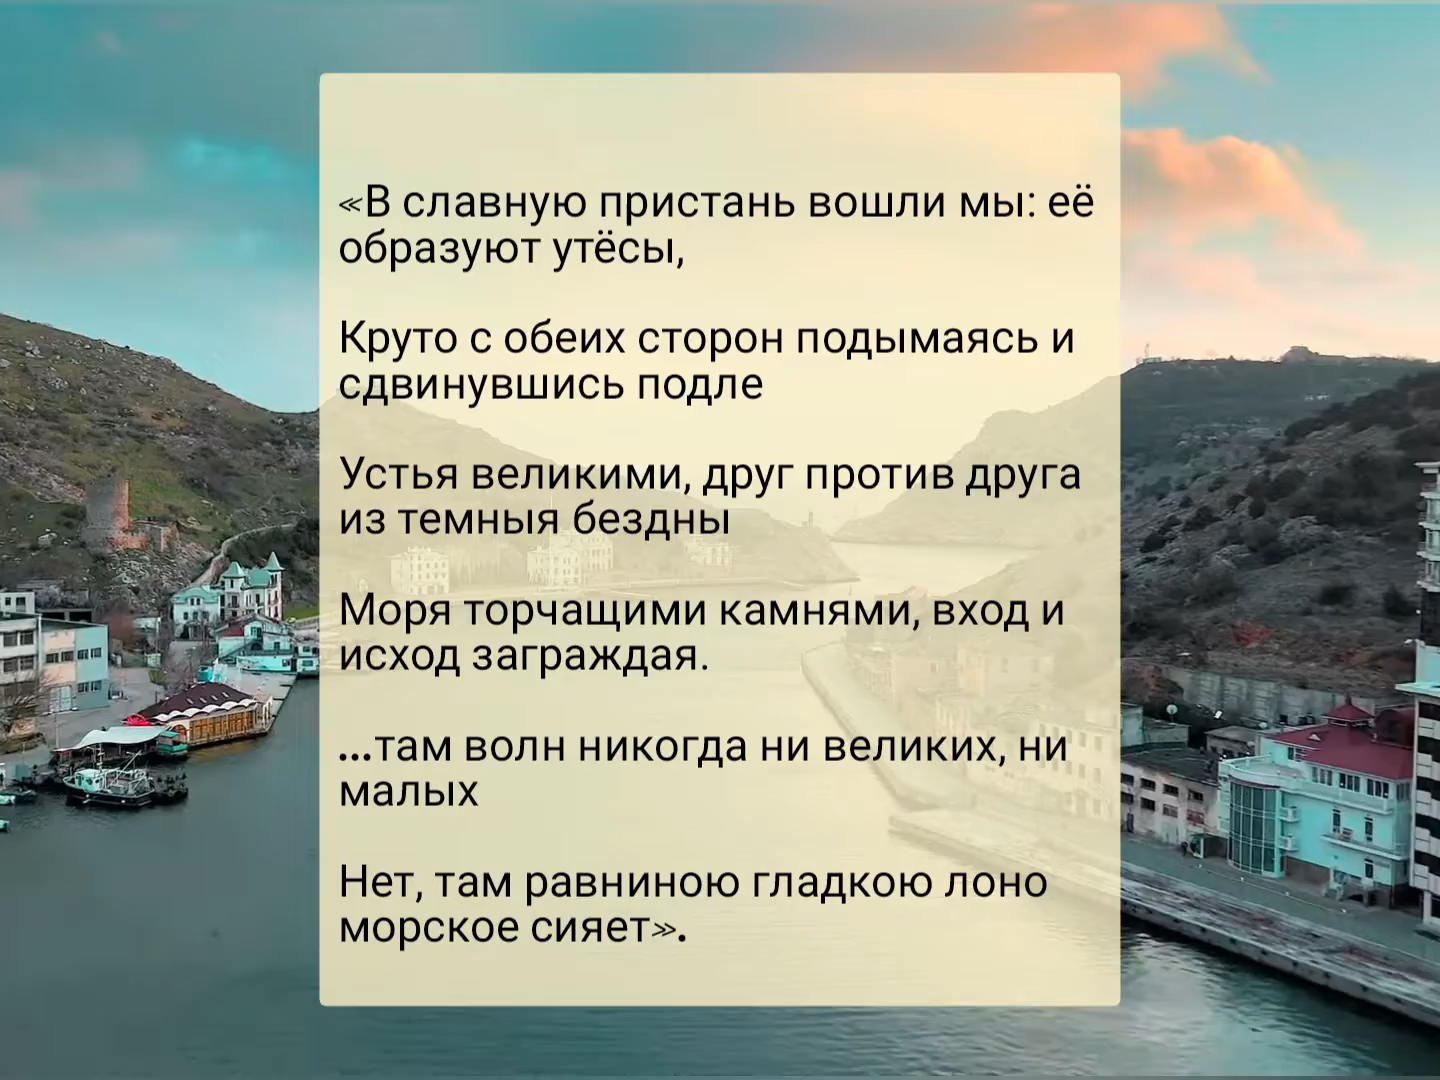 «В славную пристань вошли мы: её
образуют утёсы,
Круто с обеих сторон подымаясь и
сдвинувшись подле
Устья великими, друг против друга
из темныя бездны
Моря торчащими камнями, вход и
исход заграждая.
...там волн никогда ни великих, ни
малых
Нет, там равниною гладкою лоно
морское сияет».